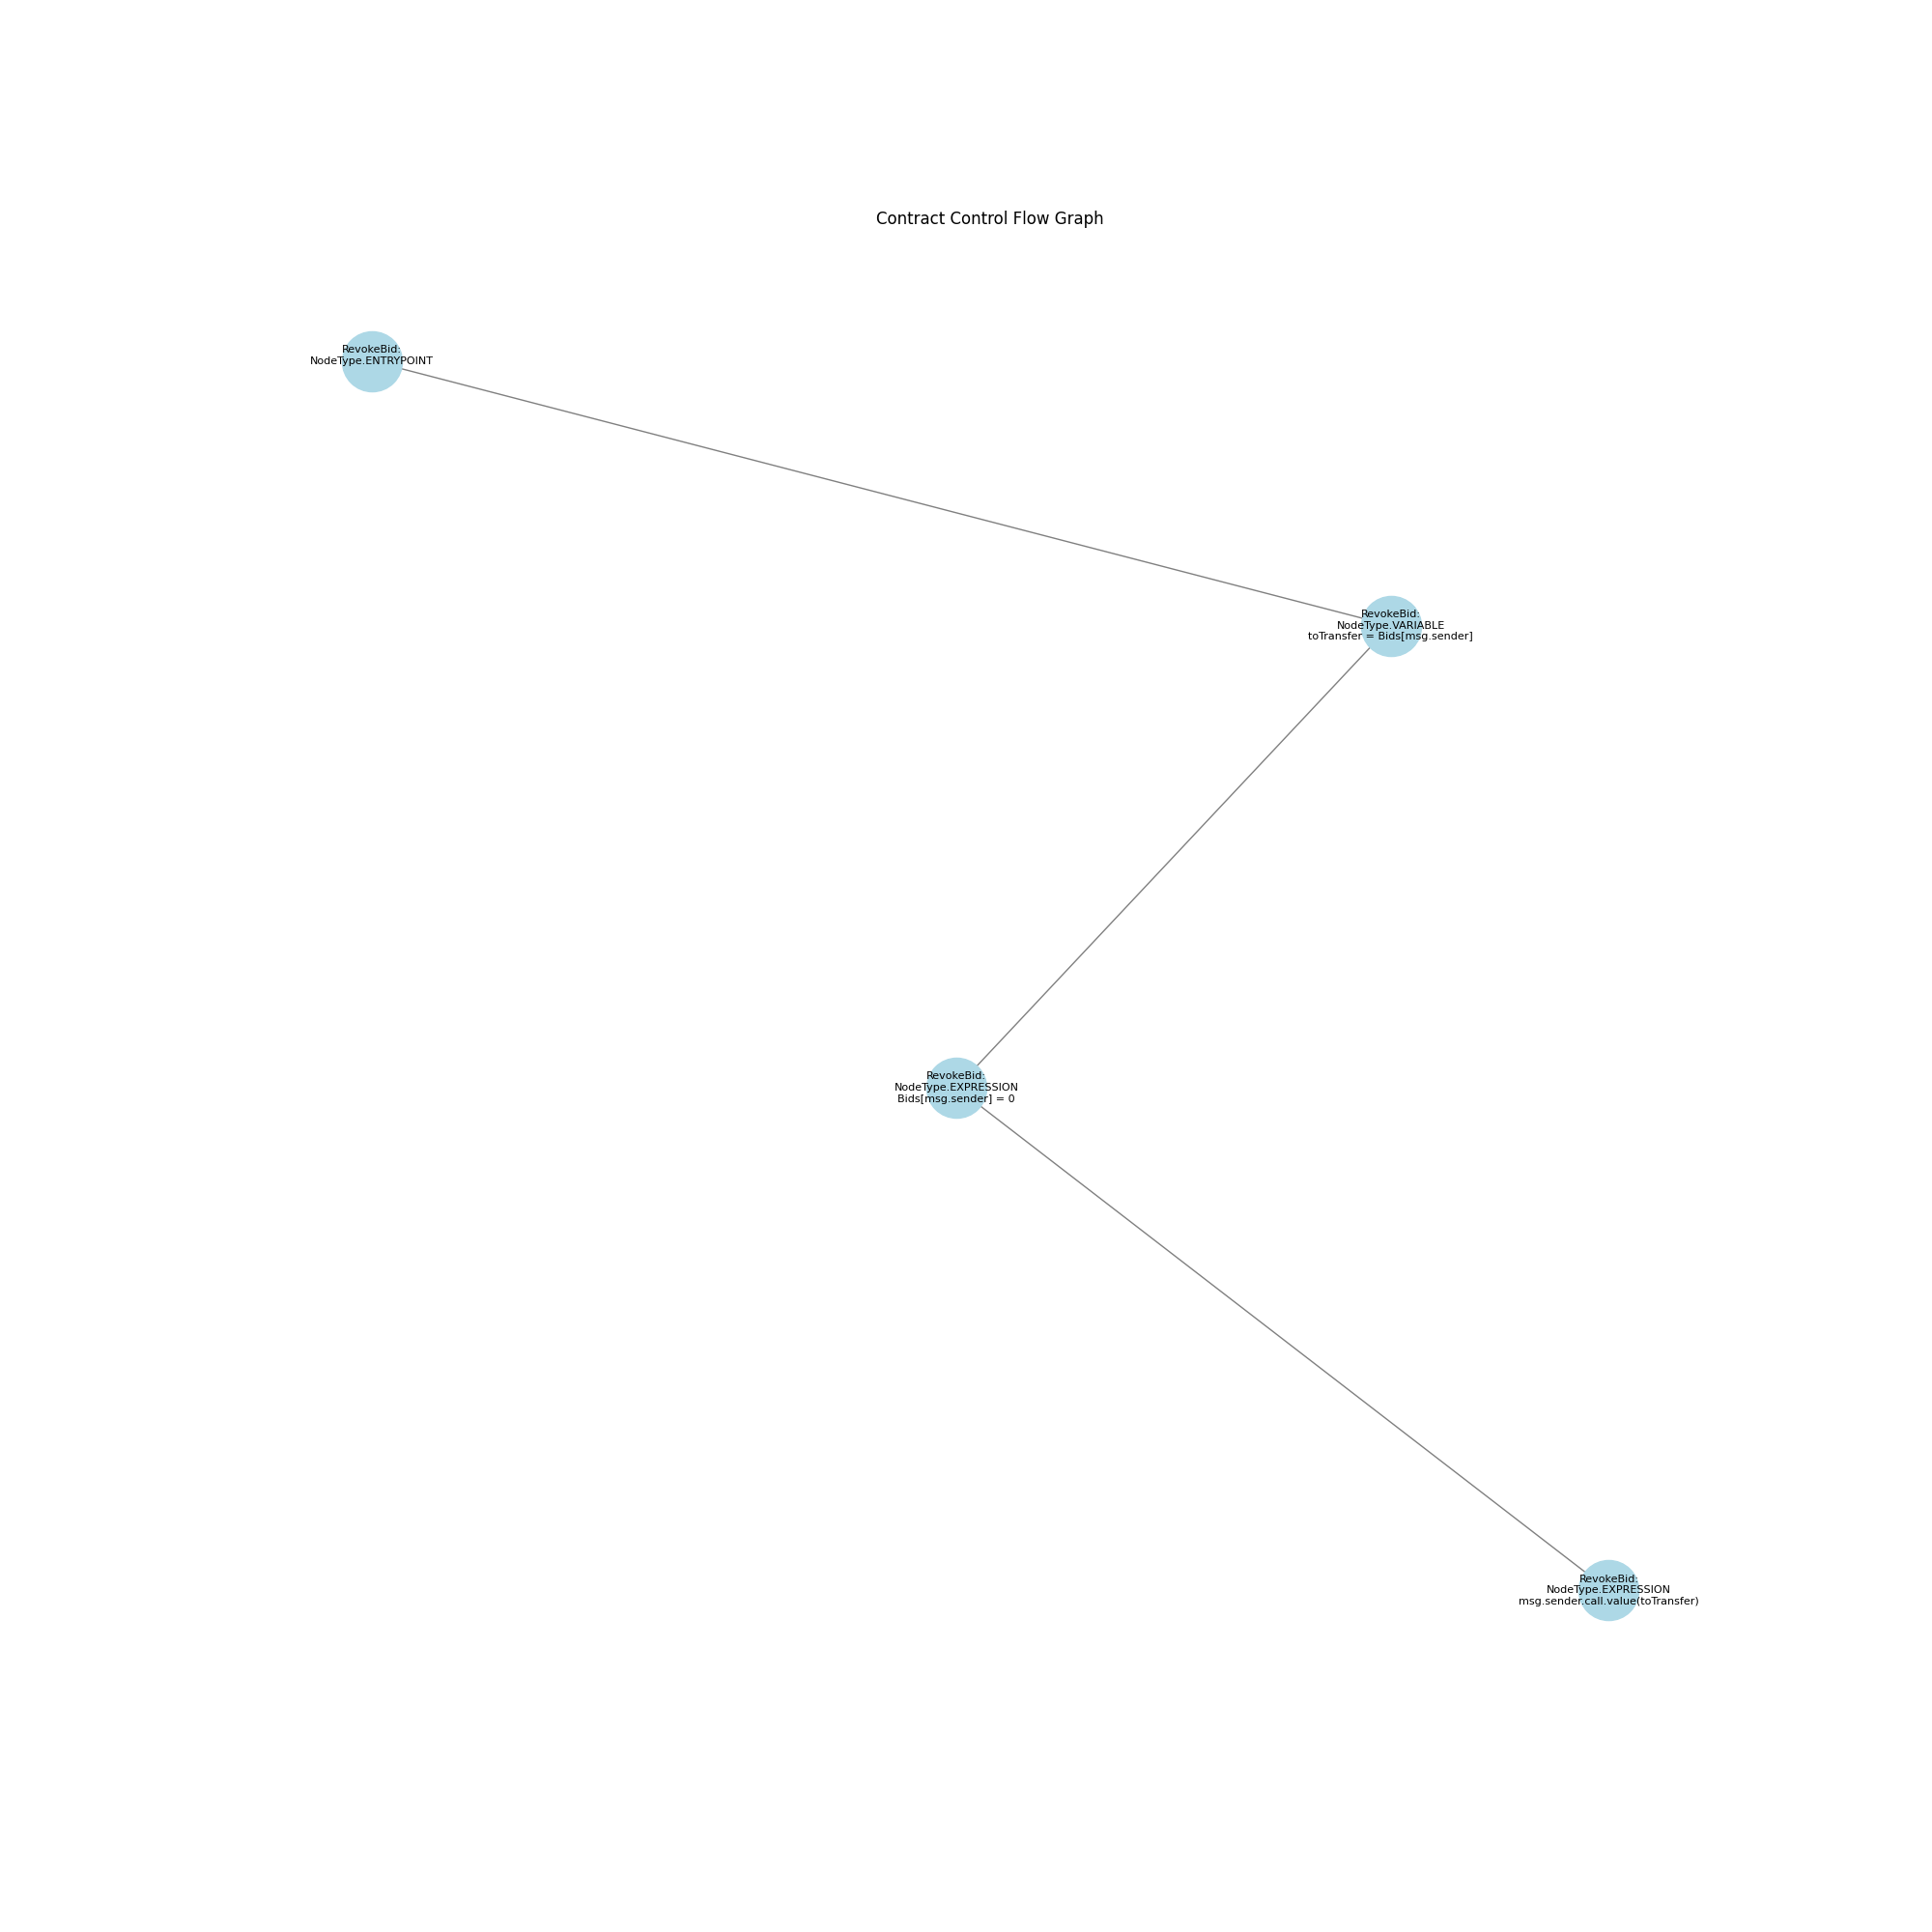 Contract Control Flow Graph
RevokeBid:
NodeType.ENTRYPOINT
RevokeBid:
NodeType.VARIABLE
toTransfer = Bids[msg.sender]
RevokeBid:
NodeType.EXPRESSION
Bids[msg.sender] = 0
RevokeBid:
NodeType.EXPRESSION
msg.sender.call.value(toTransfer)